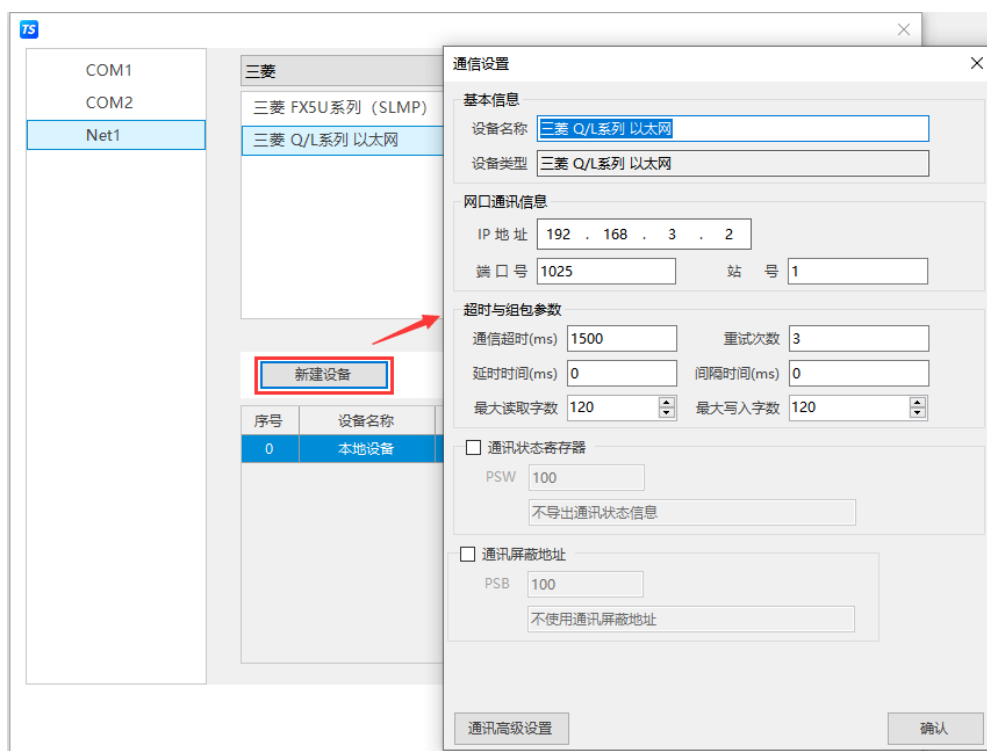 TS
COM1
COM2
Net1
三菱
三菱 FX5U系列（SLMP）
三菱 Q/L系列 以太网
新建设备
序号 设备名称
0 本地设备
通信设置
基本信息
设备名称 三菱 Q/L系列 以太网
设备类型 三菱 Q/L系列 以太网
网口通讯信息
IP 地 址 192 . 168 . 3 . 2
端 口 号 1025 站 号 1
超时与组包参数
通信超时(ms) 1500 重试次数 3
延时时间(ms) 0 间隔时间(ms) 0
最大读取字数 120 最大写入字数 120
通讯状态寄存器
PSW 100
不导出通讯状态信息
通讯屏蔽地址
PSB 100
不使用通讯屏蔽地址
通讯高级设置 确认